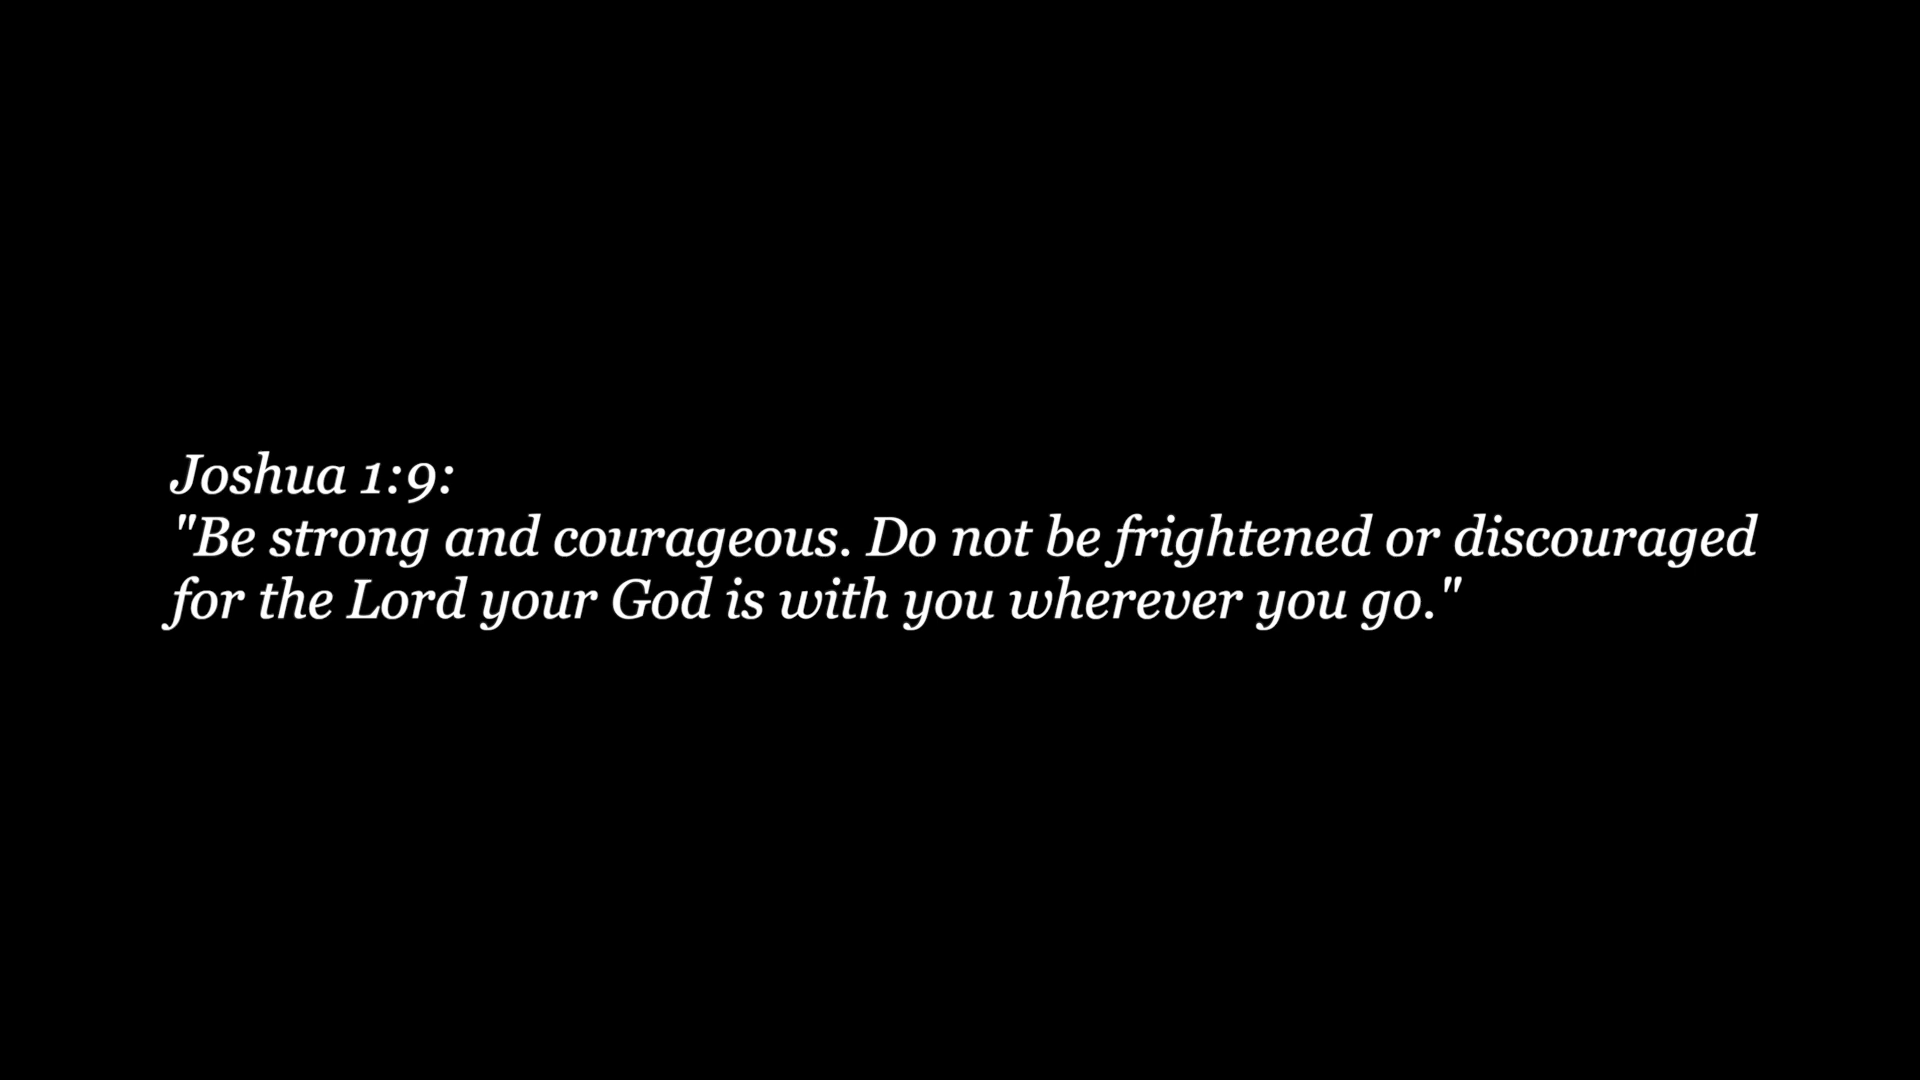 Joshua 1:9:
"Be strong and courageous. Do not be frightened or discouraged
for the Lord your God is with you wherever you go."